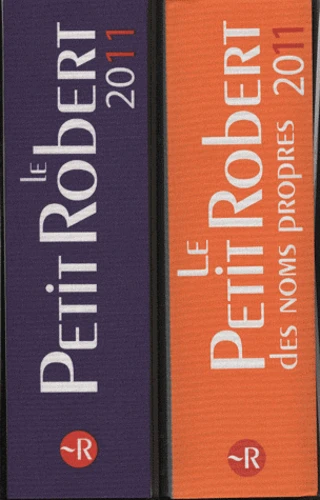 LE
PETIT ROBERT
2011
~R
LE
PETIT ROBERT
DES NOMS PROPRES 2011
~R